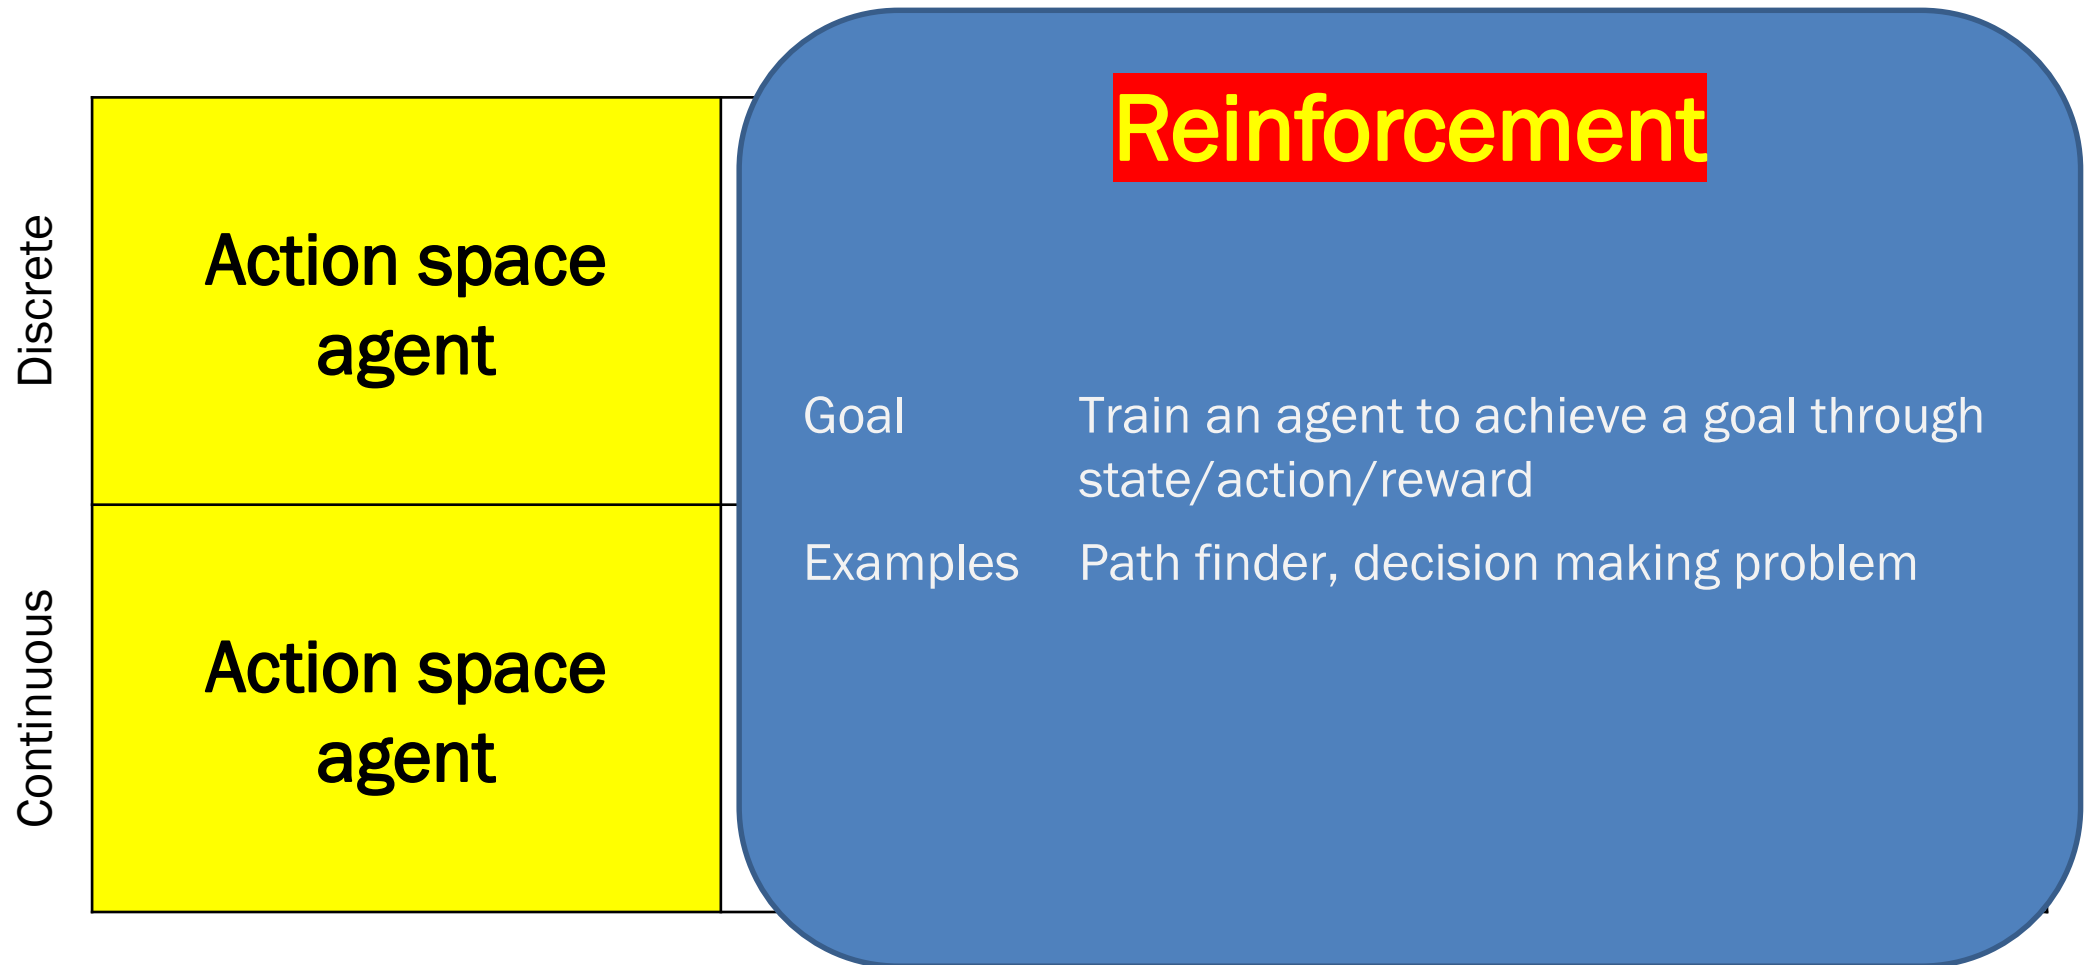 Reinforcement
Discrete
Action space
agent
Goal Train an agent to achieve a goal through
state/action/reward
Examples Path finder, decision making problem
Continuous
Action space
agent